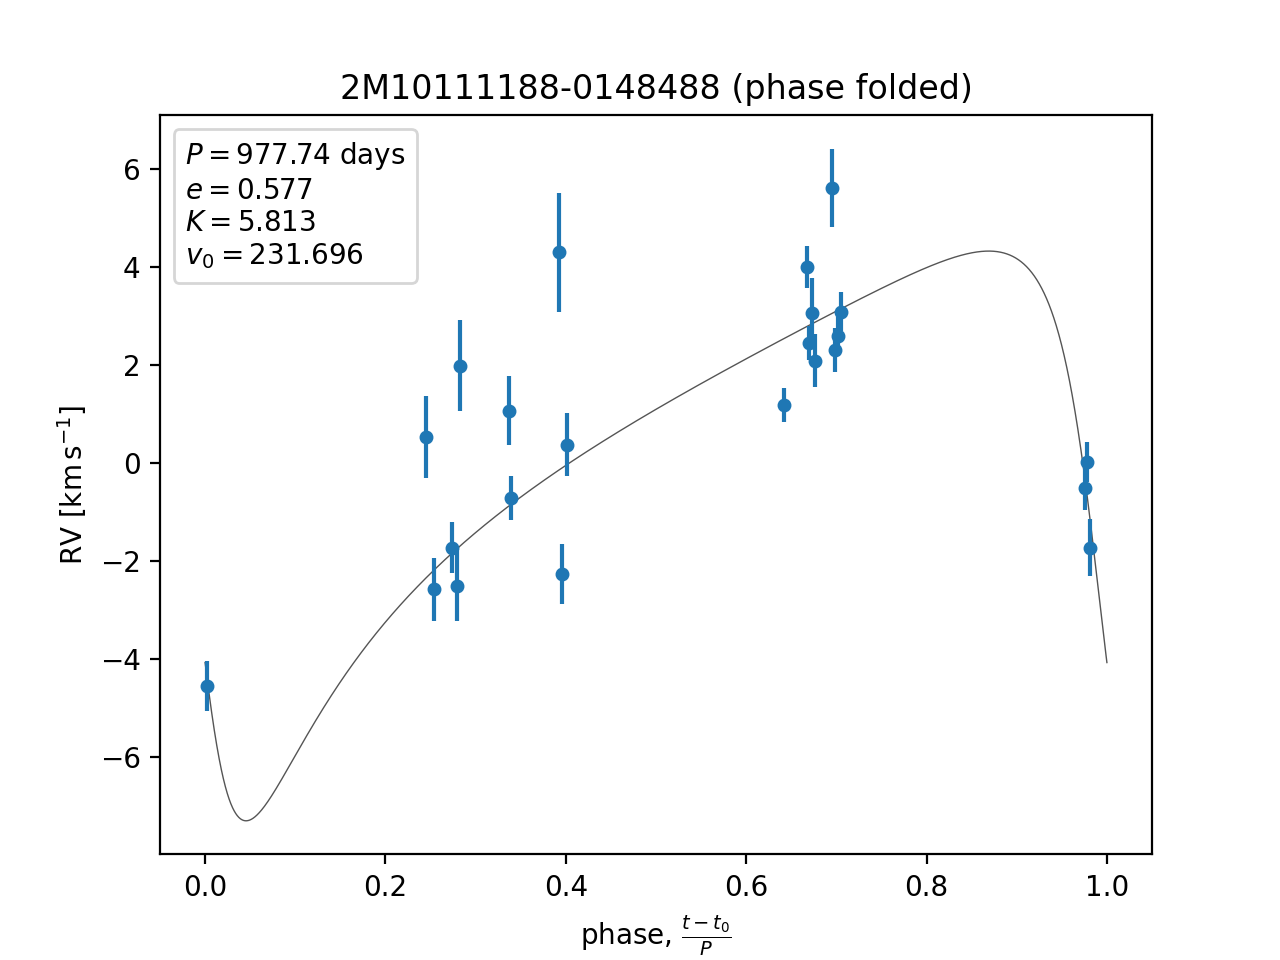 2M10111188-0148488 (phase folded)
P = 977.74 days
e = 0.577
K = 5.813
v₀ = 231.696
RV [km s⁻¹]
6
4
2
0
−2
−4
−6
0.0 0.2 0.4 0.6 0.8 1.0
phase, (t − t₀)/P